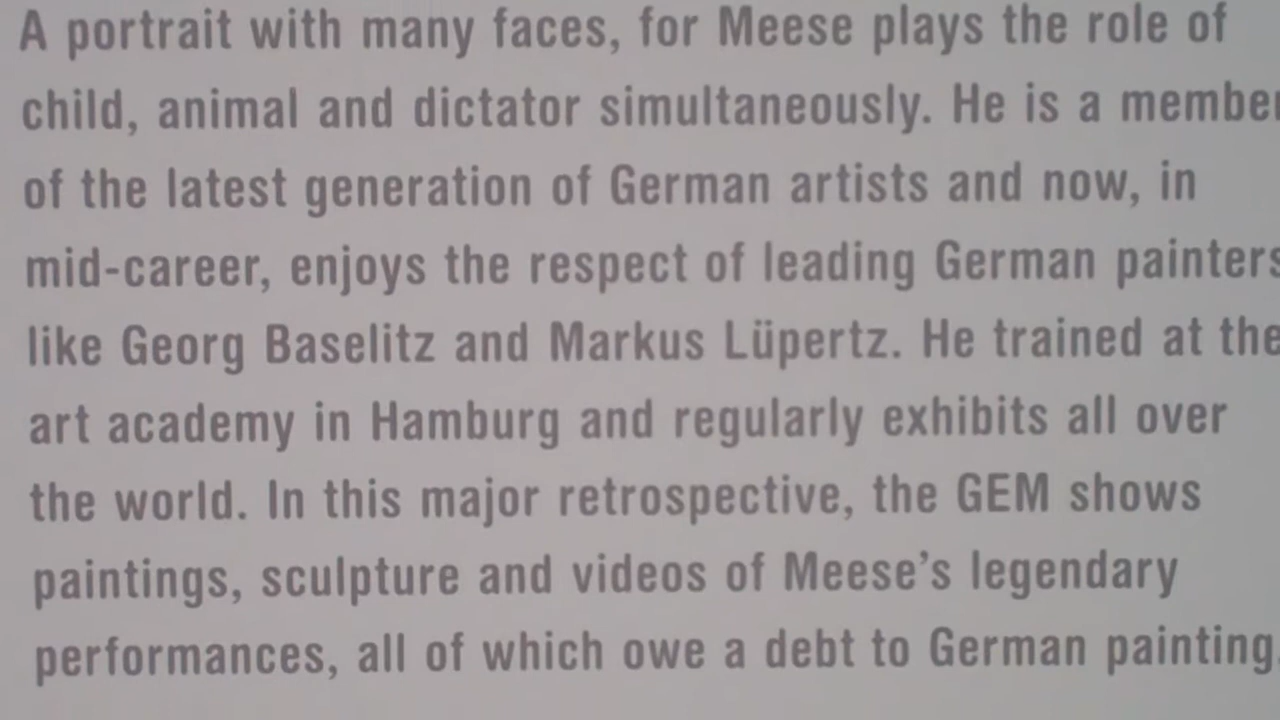 A portrait with many faces, for Meese plays the role of
child, animal and dictator simultaneously. He is a member
of the latest generation of German artists and now, in
mid-career, enjoys the respect of leading German painters
like Georg Baselitz and Markus Lüpertz. He trained at the
art academy in Hamburg and regularly exhibits all over
the world. In this major retrospective, the GEM shows
paintings, sculpture and videos of Meese’s legendary
performances, all of which owe a debt to German painting.